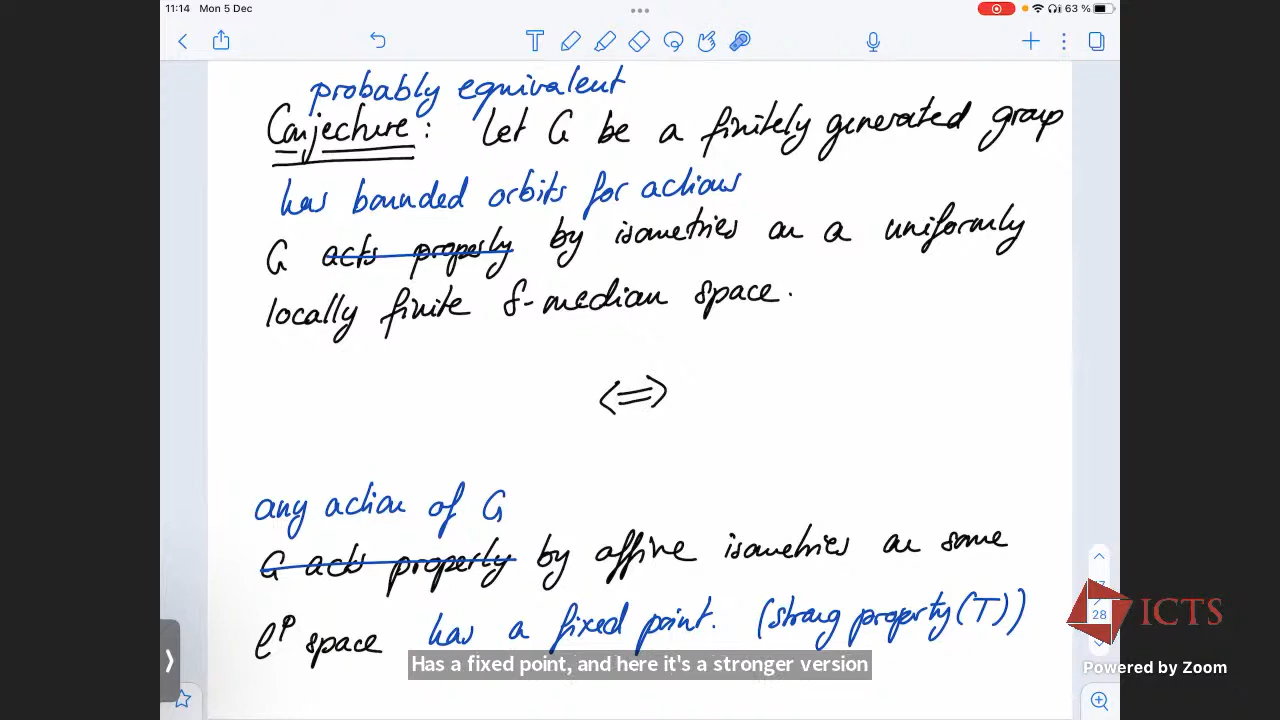 11:14 Mon 5 Dec
63 %
probably equivalent
Conjecture: Let G be a finitely generated group
has bounded orbits for actions
G acts properly by isometries on a uniformly
locally finite δ-median space.
<=>
any action of G
G acts properly by affine isometries on some
ℓᵖ space has a fixed point. (strong property (T))
28
ICTS
Has a fixed point, and here it's a stronger version
Powered by Zoom